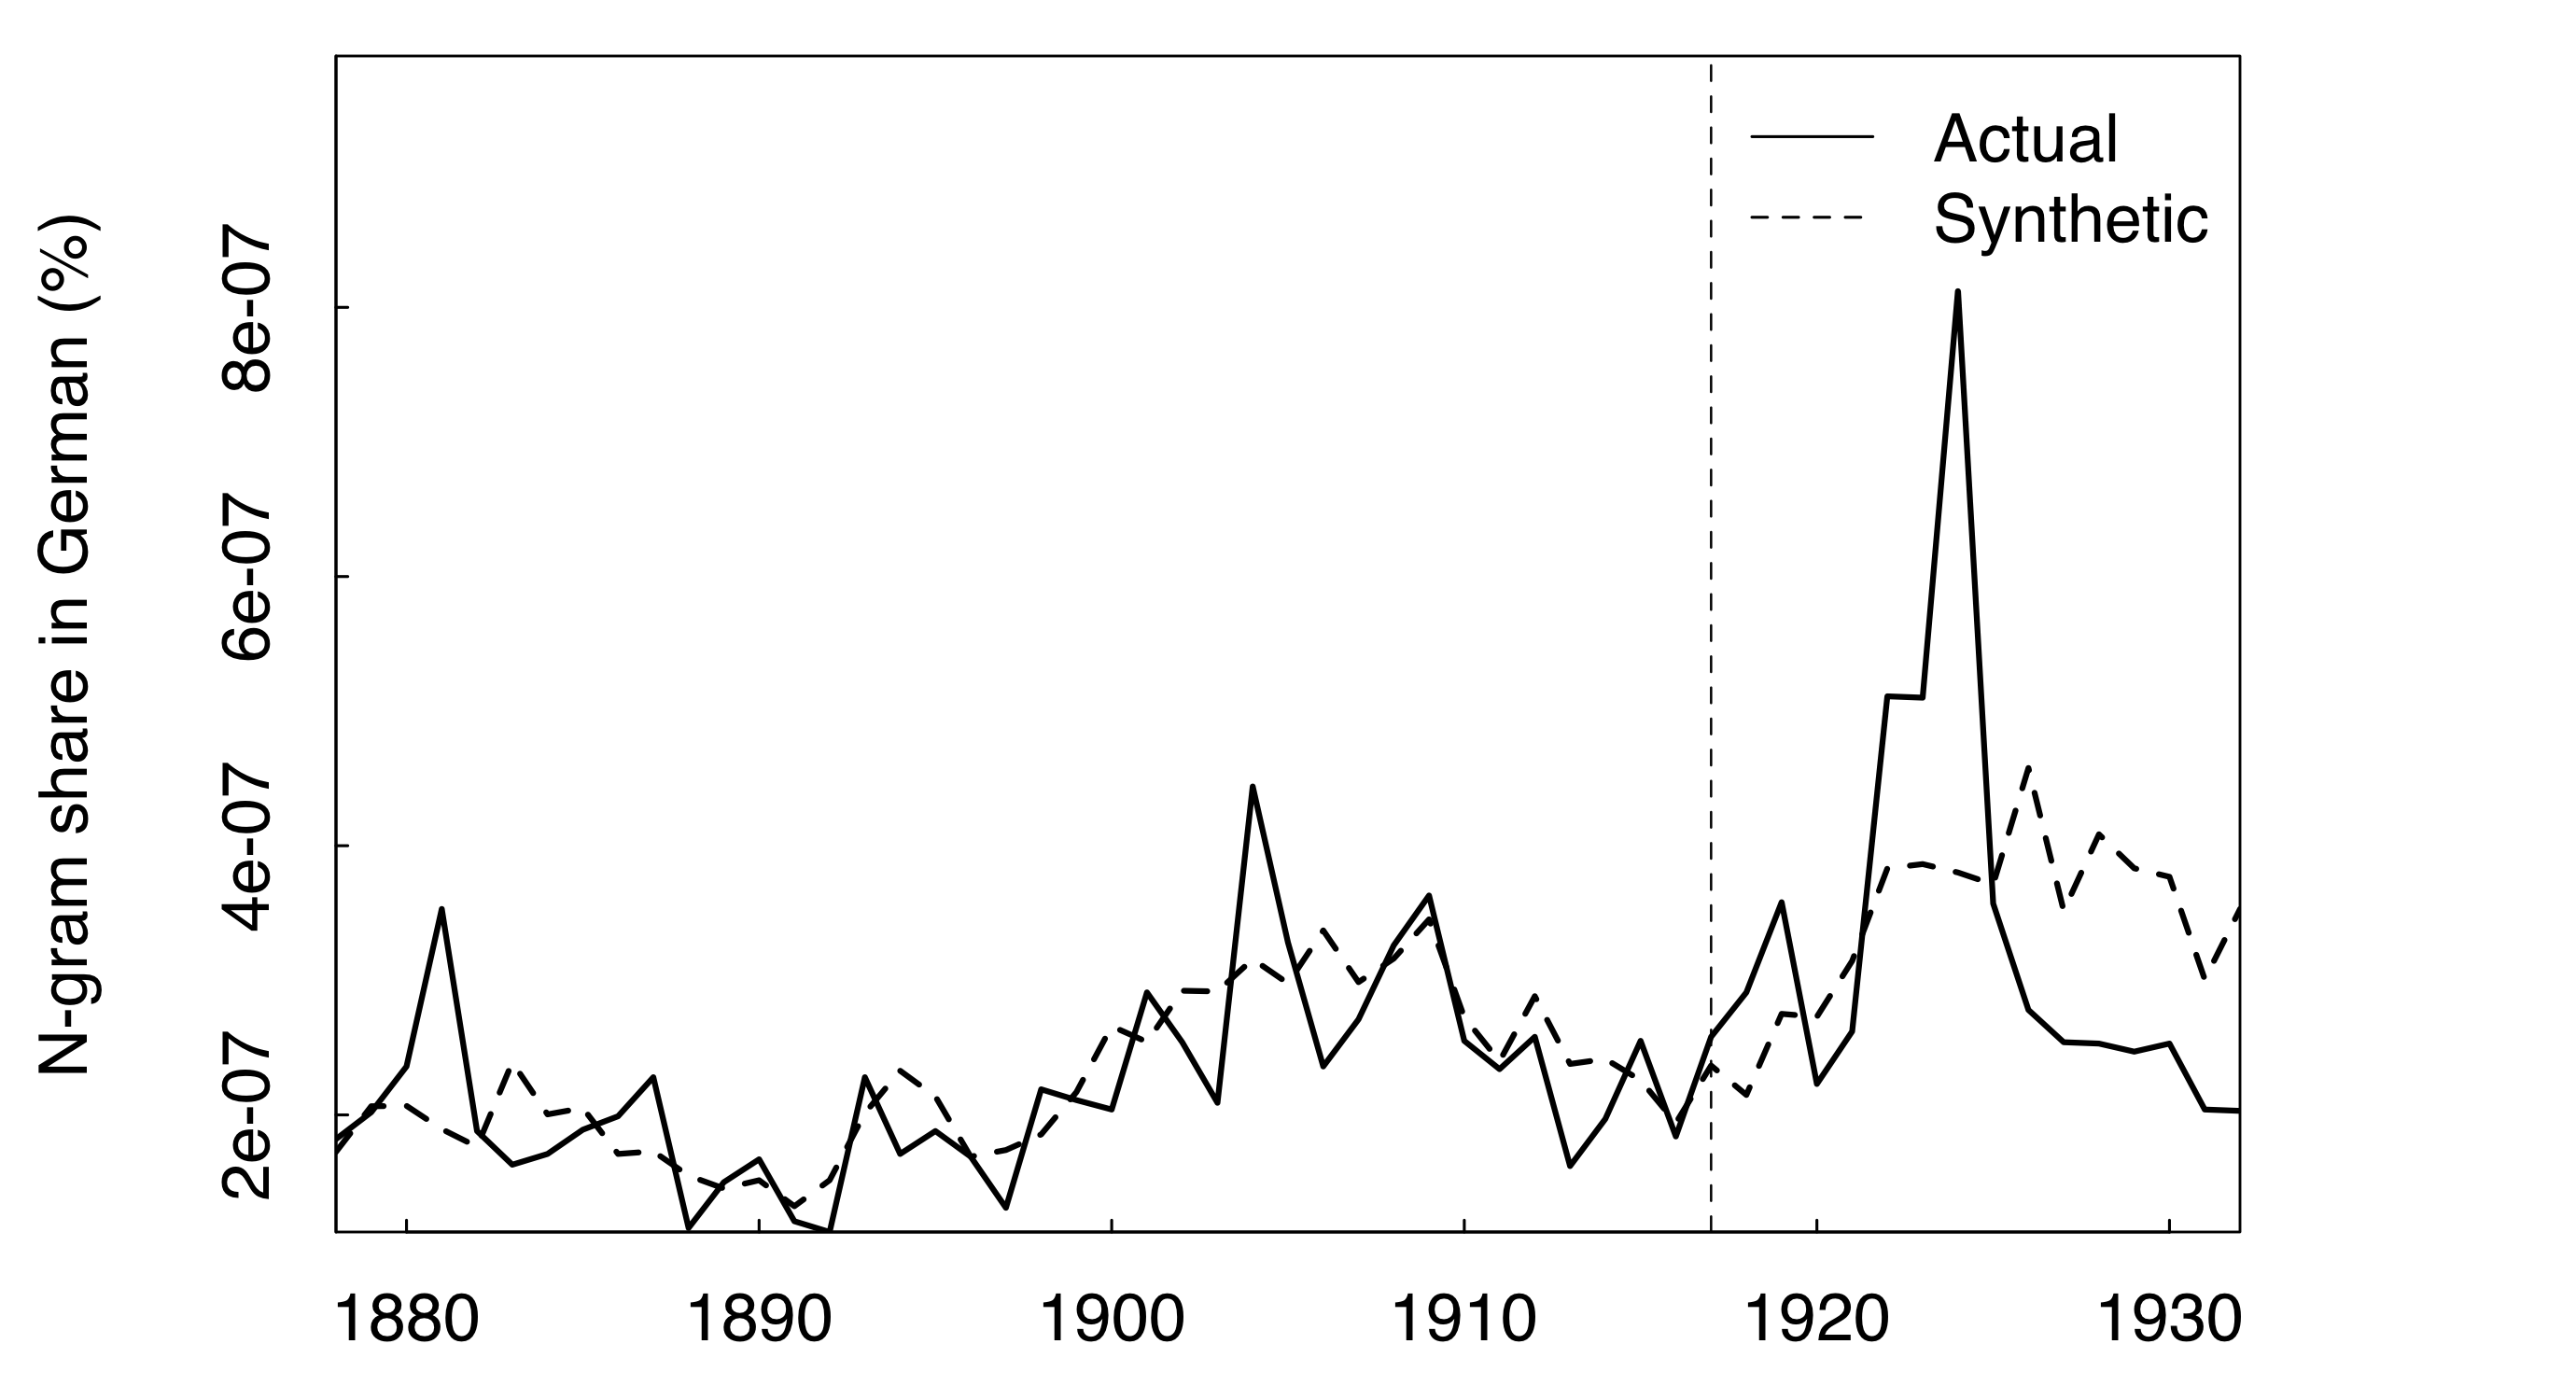 N-gram share in German (%)
8e-07
6e-07
4e-07
2e-07
Actual
Synthetic
1880 1890 1900 1910 1920 1930